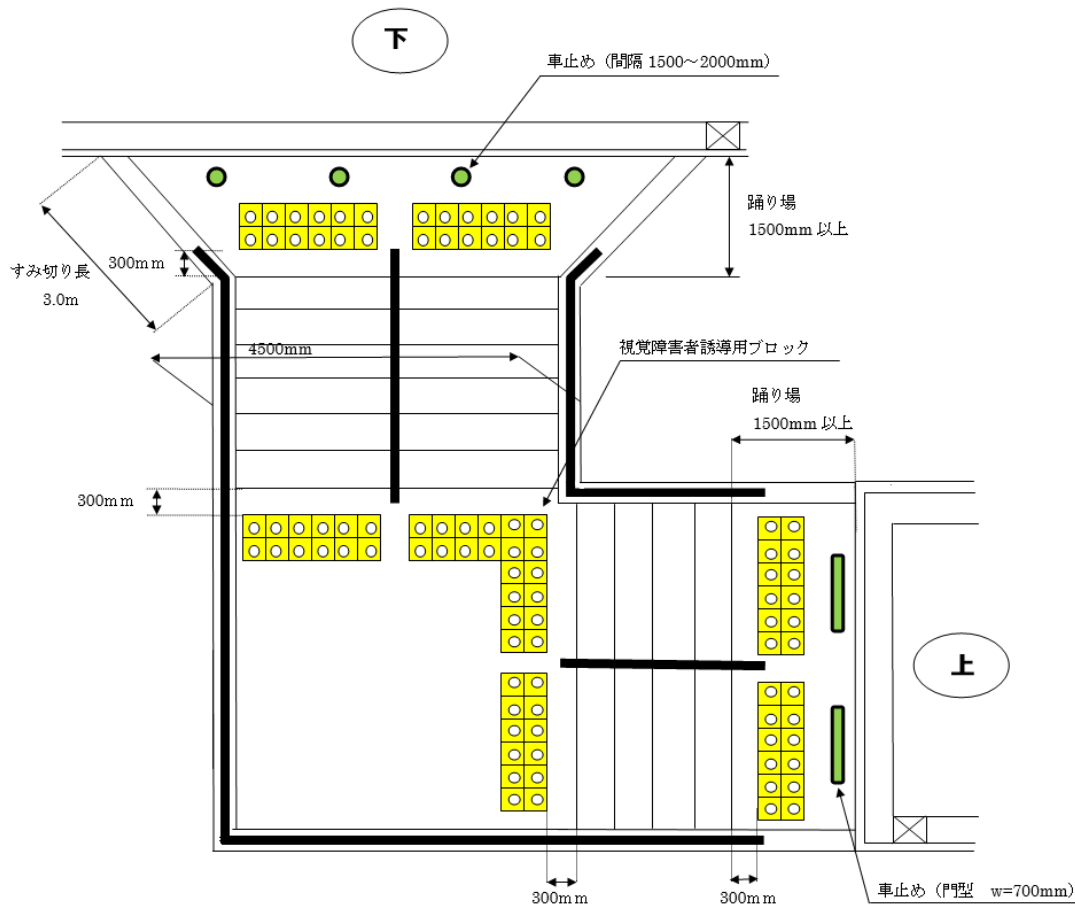 下
車止め（間隔 1500～2000mm）
踊り場
1500mm 以上
300mm
すみ切り長
3.0m
4500mm
視覚障害者誘導用ブロック
踊り場
1500mm 以上
300mm
上
300mm
300mm
車止め（門型　w=700mm）